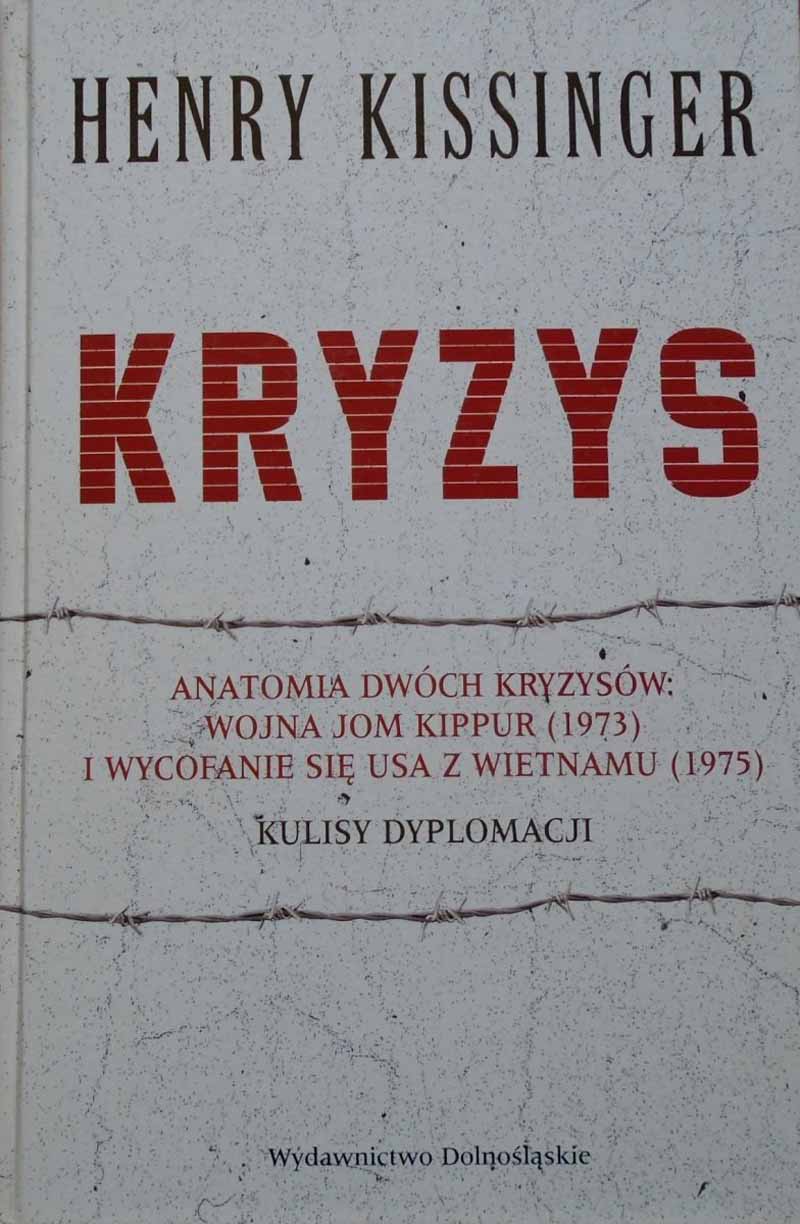 HENRY KISSINGER
KRYZYS
ANATOMIA DWÓCH KRYZYSÓW:
WOJNA JOM KIPPUR (1973)
I WYCOFANIE SIĘ USA Z WIETNAMU (1975)
KULISY DYPLOMACJI
Wydawnictwo Dolnośląskie